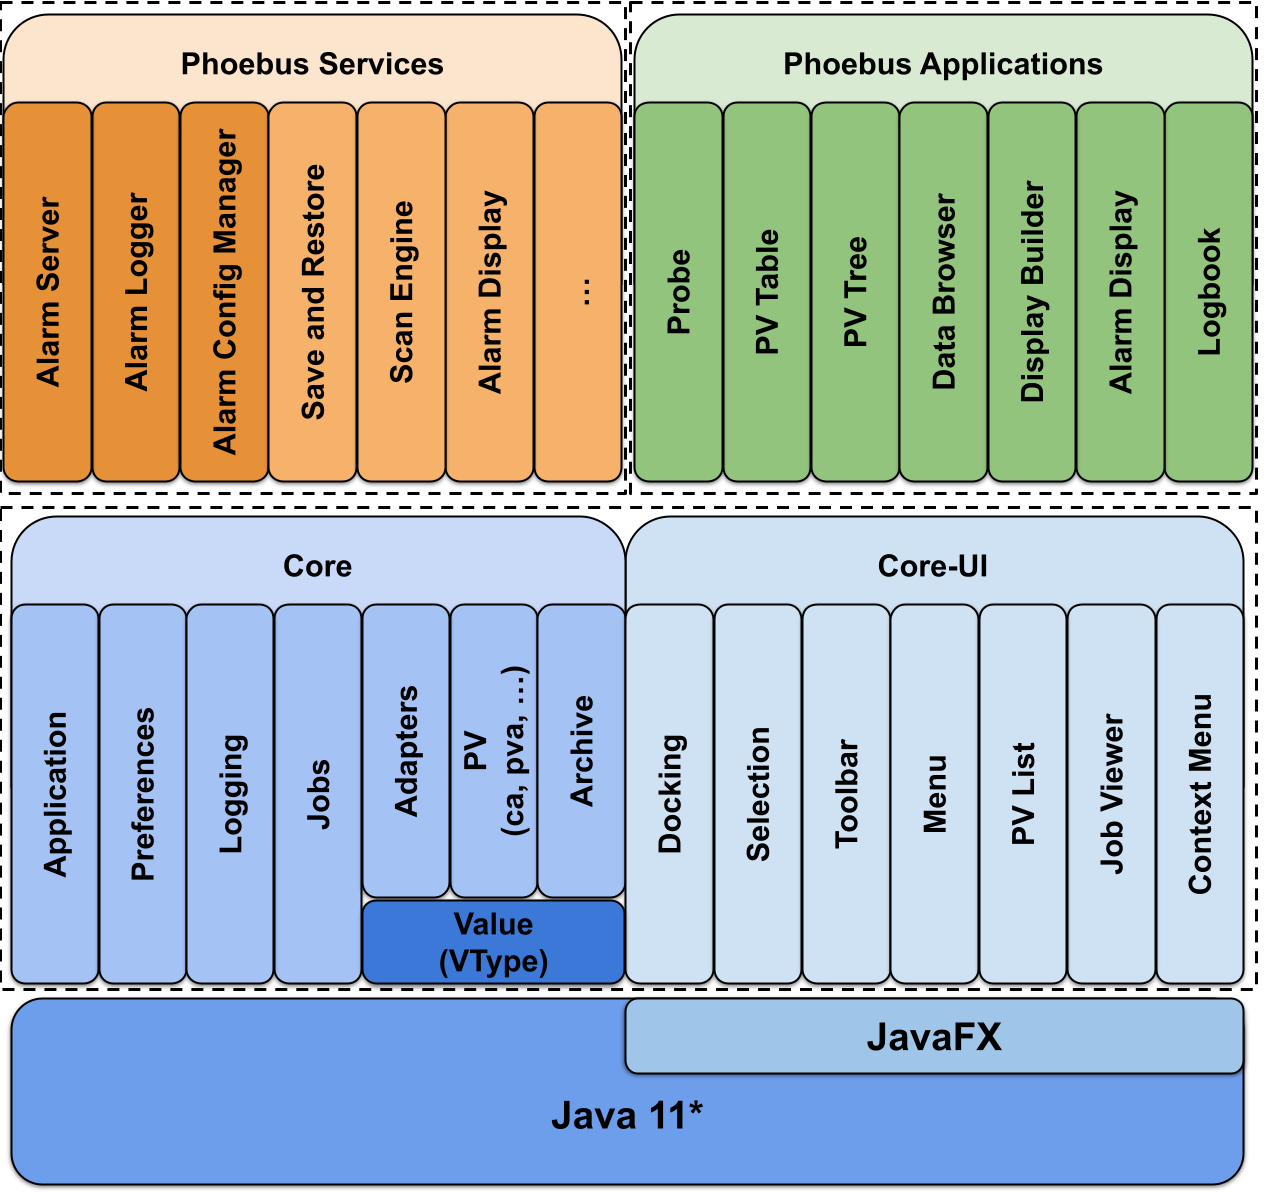 Phoebus Services
Alarm Server
Alarm Logger
Alarm Config Manager
Save and Restore
Scan Engine
Alarm Display
...
Phoebus Applications
Probe
PV Table
PV Tree
Data Browser
Display Builder
Alarm Display
Logbook
Core
Application
Preferences
Logging
Jobs
Adapters
PV
(ca, pva, ...)
Archive
Value
(VType)
Core-UI
Docking
Selection
Toolbar
Menu
PV List
Job Viewer
Context Menu
JavaFX
Java 11*